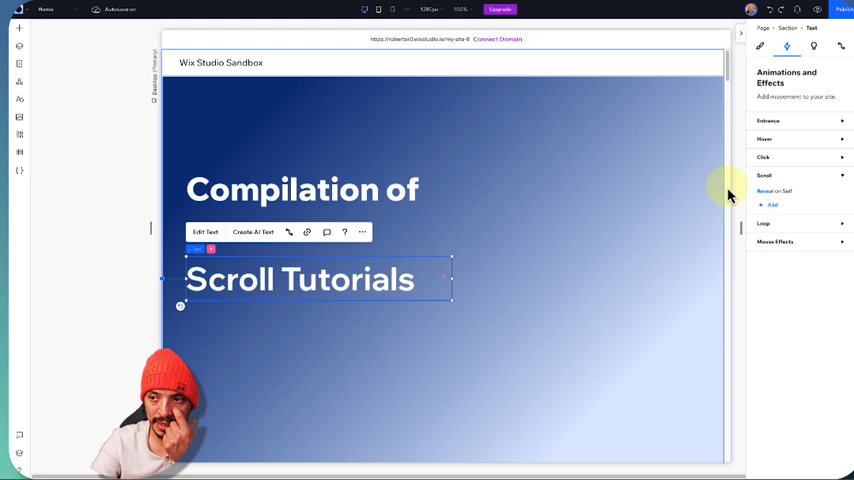 Home
Autosave on
1280px
100%
Upgrade
Publish
https://roberter0.wixstudio.io/my-site-8 Connect Domain
Page > Section > Text
Desktop (Primary)
Wix Studio Sandbox
Animations and
Effects
Add movement to your site.
Entrance
Hover
Click
Scroll
Reveal on Self
+ Add
Loop
Mouse Effects
Compilation of
Edit Text
Create AI Text
Text
Scroll Tutorials